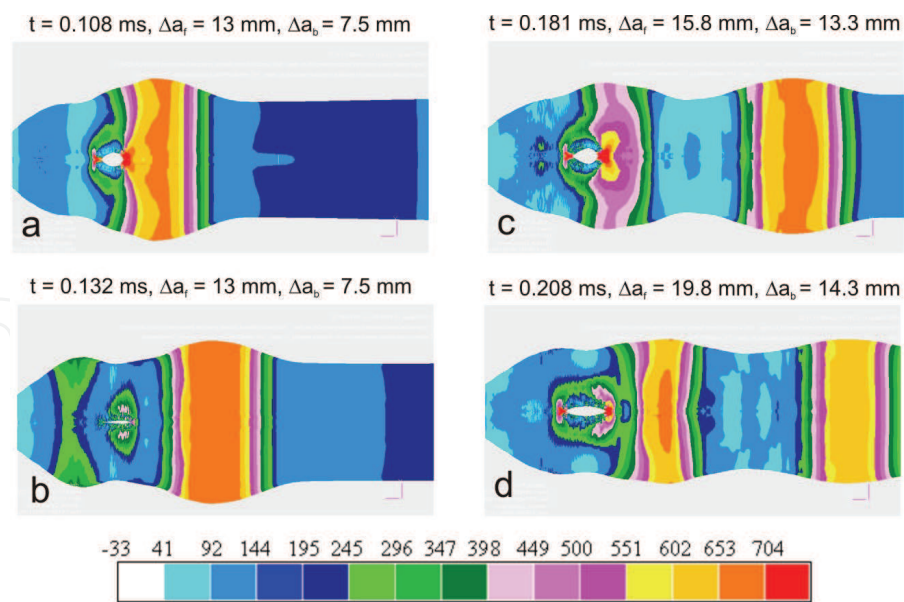 t = 0.108 ms, Δa_f = 13 mm, Δa_b = 7.5 mm
a
t = 0.181 ms, Δa_f = 15.8 mm, Δa_b = 13.3 mm
c
t = 0.132 ms, Δa_f = 13 mm, Δa_b = 7.5 mm
b
t = 0.208 ms, Δa_f = 19.8 mm, Δa_b = 14.3 mm
d
-33 41 92 144 195 245 296 347 398 449 500 551 602 653 704